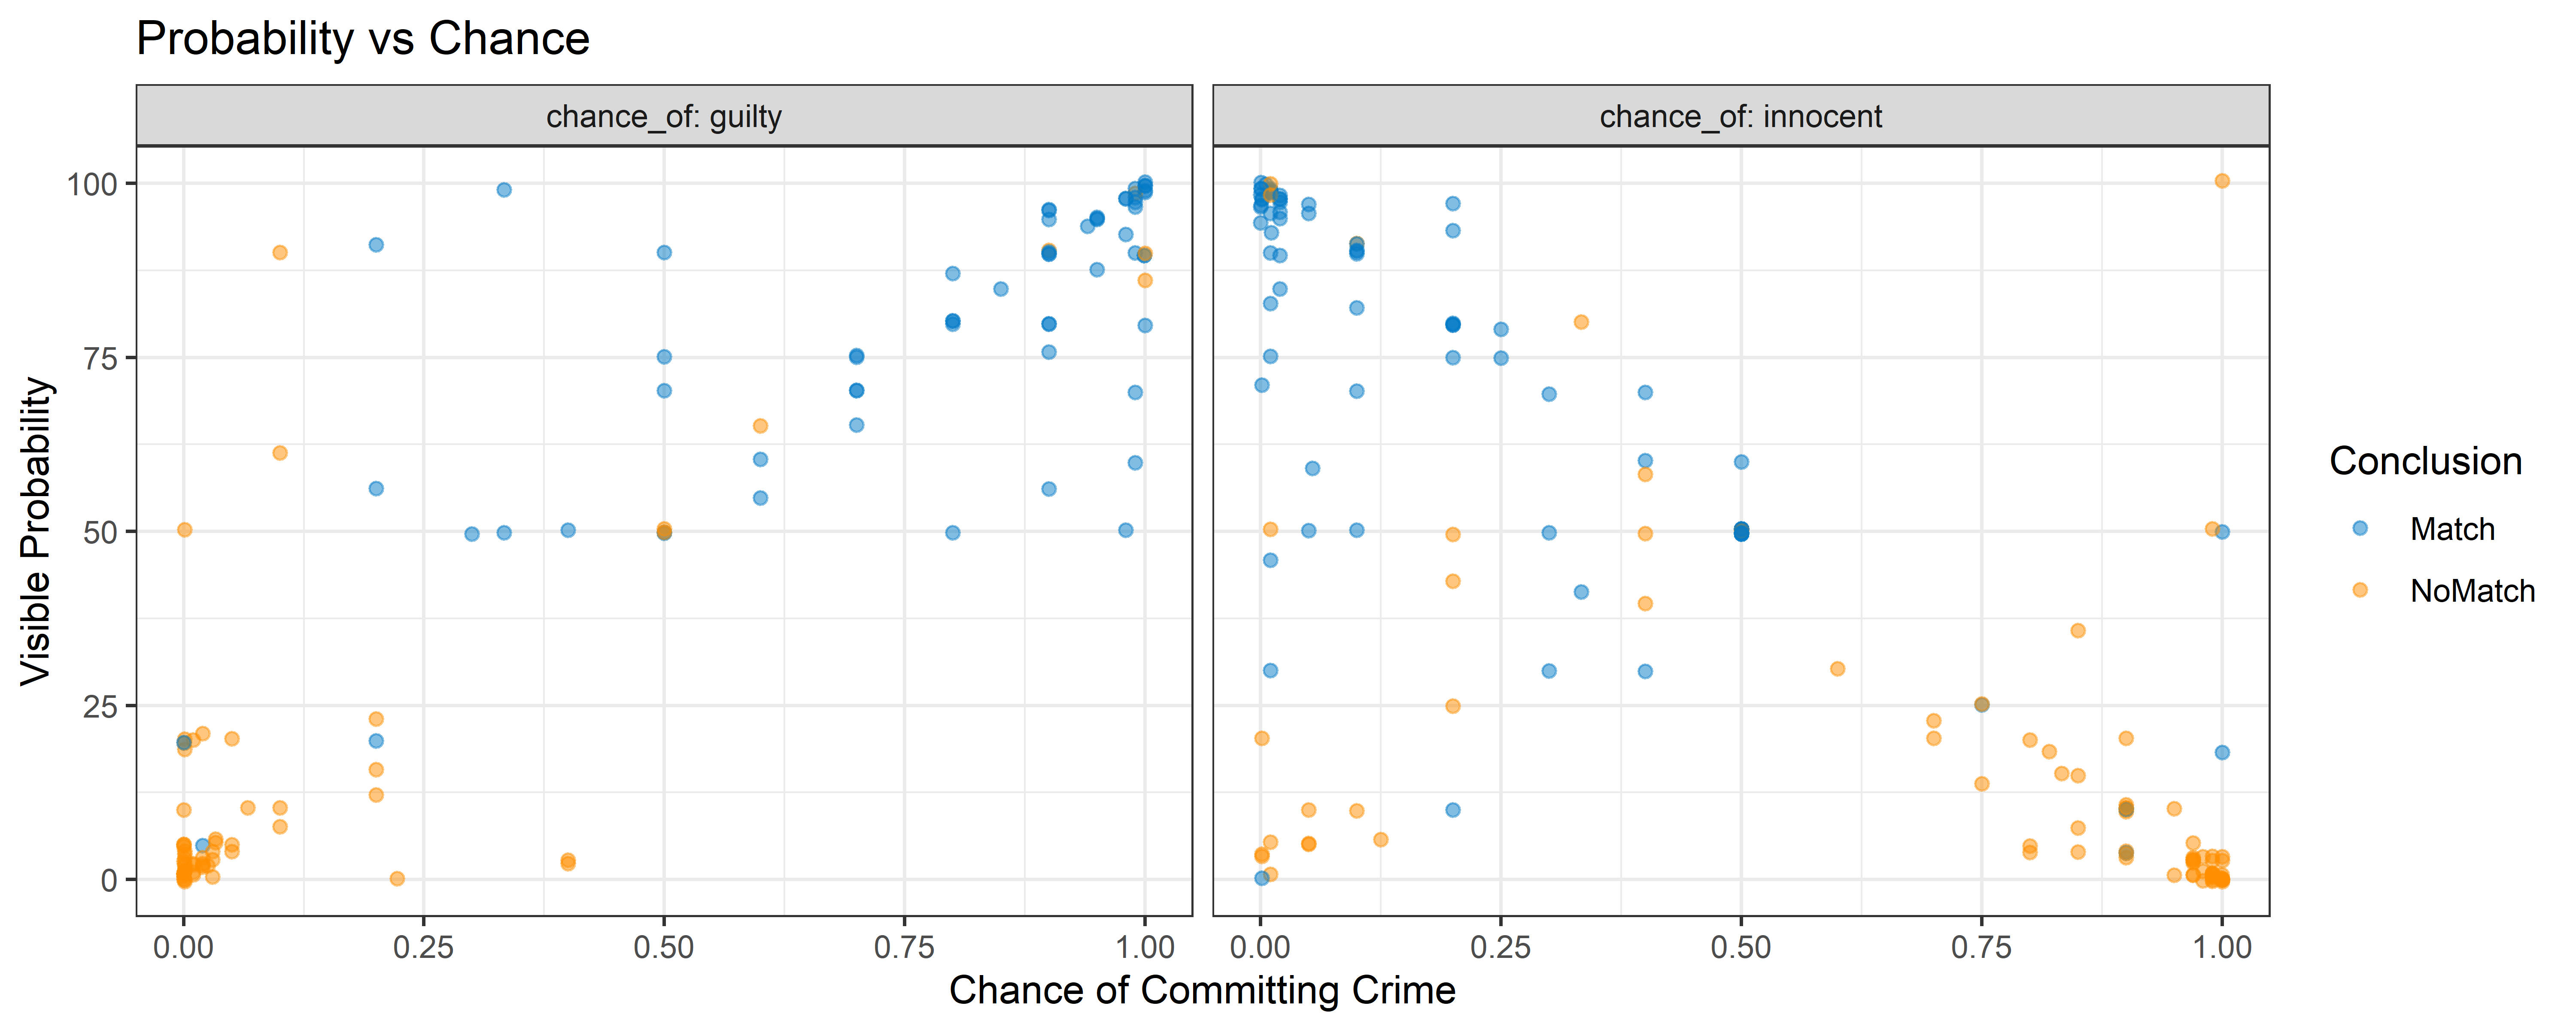 Probability vs Chance
chance_of: guilty
chance_of: innocent
Visible Probability
100
75
50
25
0
0.00 0.25 0.50 0.75 1.00
0.00 0.25 0.50 0.75 1.00
Chance of Committing Crime
Conclusion
Match
NoMatch